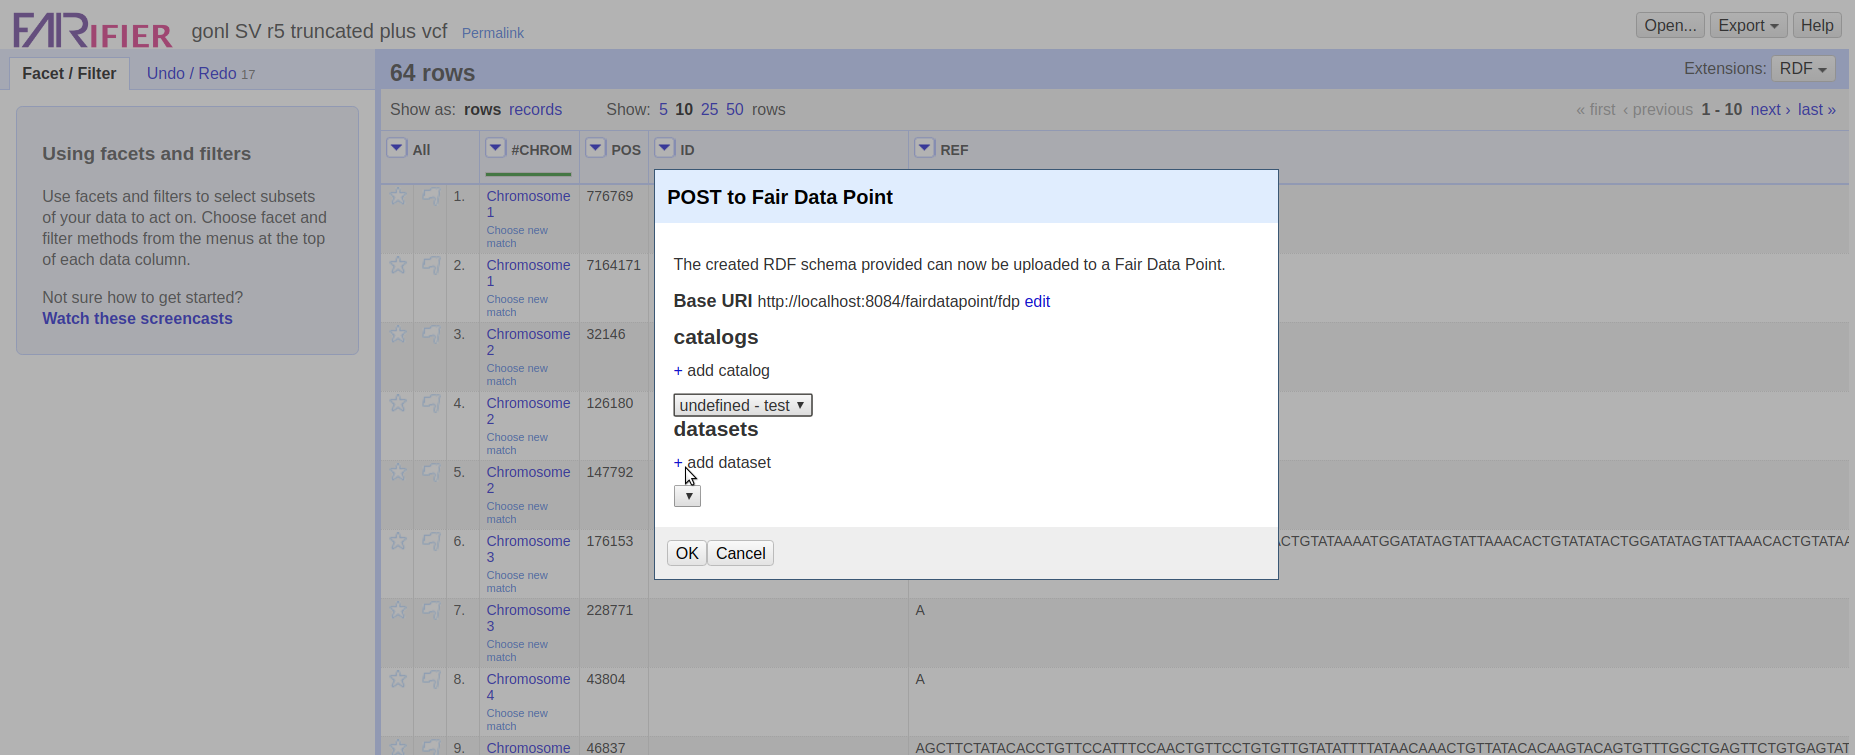 FAIRIFIER gonl SV r5 truncated plus vcf Permalink Open... Export Help
Facet / Filter Undo / Redo 17
64 rows Extensions: RDF
Show as: rows records Show: 5 10 25 50 rows « first ‹ previous 1 - 10 next › last »
Using facets and filters
Use facets and filters to select subsets
of your data to act on. Choose facet and
filter methods from the menus at the top
of each data column.
Not sure how to get started?
Watch these screencasts
All #CHROM POS ID REF
1. Chromosome 776769
1
Choose new
match
2. Chromosome 7164171
1
Choose new
match
3. Chromosome 32146
2
Choose new
match
4. Chromosome 126180
2
Choose new
match
5. Chromosome 147792
2
Choose new
match
6. Chromosome 176153
3
Choose new
match
7. Chromosome 228771 A
3
Choose new
match
8. Chromosome 43804 A
4
Choose new
match
9. Chromosome 46837 AGCTTCTATACACCTGTTCCATTTCCAACTGTTCCTGTGTTGTATATTTTATAACAAACTGTTATACACAAGTACAGTGTTTGGCTGAGTTCTGTGAGTAT
POST to Fair Data Point
The created RDF schema provided can now be uploaded to a Fair Data Point.
Base URI http://localhost:8084/fairdatapoint/fdp edit
catalogs
+ add catalog
undefined - test
datasets
+ add dataset
OK Cancel